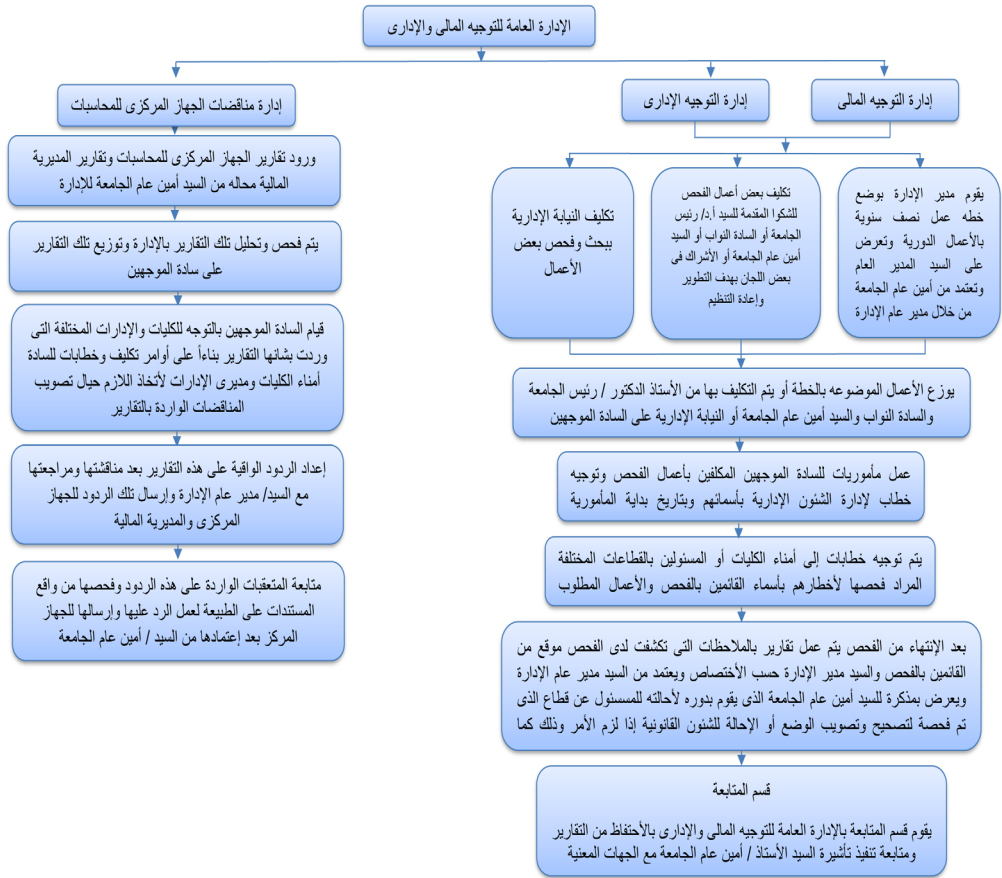 الإدارة العامة للتوجيه المالى والإدارى
إدارة التوجيه المالى
إدارة التوجيه الإدارى
إدارة مناقضات الجهاز المركزى للمحاسبات
يقوم مدير الإدارة بوضع
خطه عمل نصف سنوية
بالأعمال الدورية وتعرض
على السيد المدير العام
وتعتمد من أمين عام الجامعة
من خلال مدير عام الإدارة
تكليف بعض أعمال الفحص
للشكوا المقدمة للسيد أ.د/ رئيس
الجامعة أو السادة النواب أو السيد
أمين عام الجامعة أو الأشراك فى
بعض اللجان بهدف التطوير
وإعادة التنظيم
تكليف النيابة الإدارية
ببحث وفحص بعض
الأعمال
يوزع الأعمال الموضوعه بالخطة أو يتم التكليف بها من الأستاذ الدكتور / رئيس الجامعة
والسادة النواب والسيد أمين عام الجامعة أو النيابة الإدارية على السادة الموجهين
عمل مأموريات للسادة الموجهين المكلفين بأعمال الفحص وتوجيه
خطاب لإدارة الشئون الإدارية بأسمائهم وبتاريخ بداية المأمورية
يتم توجيه خطابات إلى أمناء الكليات أو المسئولين بالقطاعات المختلفة
المراد فحصها لأخطارهم بأسماء القائمين بالفحص والأعمال المطلوب
بعد الإنتهاء من الفحص يتم عمل تقارير بالملاحظات التى تكشفت لدى الفحص موقع من
القائمين بالفحص والسيد مدير الإدارة حسب الأختصاص ويعتمد من السيد مدير عام الإدارة
ويعرض بمذكرة للسيد أمين عام الجامعة الذى يقوم بدوره لأحالته للمسسئول عن قطاع الذى
تم فحصة لتصحيح وتصويب الوضع أو الإحالة للشئون القانونية إذا لزم الأمر وذلك كما
قسم المتابعة
يقوم قسم المتابعة بالإدارة العامة للتوجيه المالى والإدارى بالأحتفاظ من التقارير
ومتابعة تنفيذ تأشيرة السيد الأستاذ / أمين عام الجامعة مع الجهات المعنية
ورود تقارير الجهاز المركزى للمحاسبات وتقارير المديرية
المالية محاله من السيد أمين عام الجامعة للإدارة
يتم فحص وتحليل تلك التقارير بالإدارة وتوزيع تلك التقارير
على سادة الموجهين
قيام السادة الموجهين بالتوجه للكليات والإدارات المختلفة التى
وردت بشانها التقارير بناءاً على أوامر تكليف وخطابات للسادة
أمناء الكليات ومديرى الإدارات لأتخاذ اللازم حيال تصويب
المناقضات الواردة بالتقارير
إعداد الردود الواقية على هذه التقارير بعد مناقشتها ومراجعتها
مع السيد/ مدير عام الإدارة وإرسال تلك الردود للجهاز
المركزى والمديرية المالية
متابعة المتعقبات الواردة على هذه الردود وفحصها من واقع
المستندات على الطبيعة لعمل الرد عليها وإرسالها للجهاز
المركز بعد إعتمادها من السيد / أمين عام الجامعة